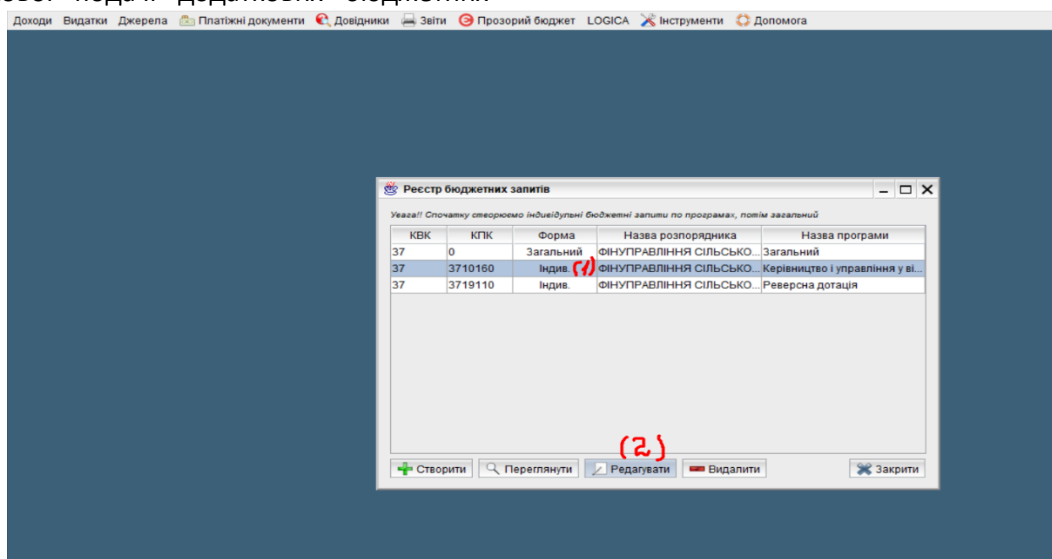 Доходи Видатки Джерела Платіжні документи Довідники Звіти Прозорий бюджет LOGICA Інструменти Допомога
Реєстр бюджетних запитів
Увага!! Спочатку створюємо індивідупьні бюджетні запити по програмах, потім загапьний
КВК КПК Форма Назва розпорядника Назва програми
37 0 Загальний ФІНУПРАВЛІННЯ СІЛЬСЬКО... Загальний
37 3710160 Індив. (1) ФІНУПРАВЛІННЯ СІЛЬСЬКО... Керівництво і управління у ві...
37 3719110 Індив. ФІНУПРАВЛІННЯ СІЛЬСЬКО... Реверсна дотація
(2)
Створити Переглянути Редагувати Видалити Закрити